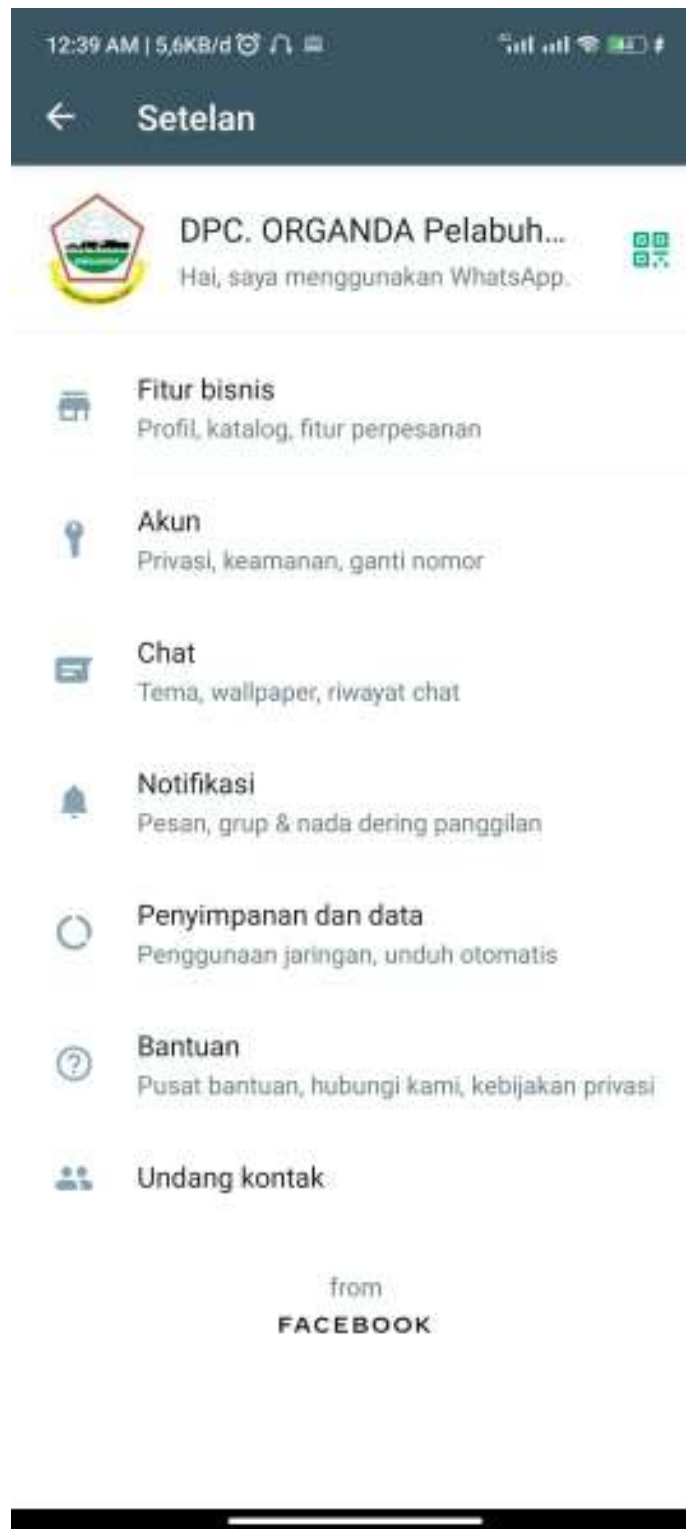 12:39 AM | 5,6KB/d
Setelan
DPC. ORGANDA Pelabuh...
Hai, saya menggunakan WhatsApp.
Fitur bisnis
Profil, katalog, fitur perpesanan
Akun
Privasi, keamanan, ganti nomor
Chat
Tema, wallpaper, riwayat chat
Notifikasi
Pesan, grup & nada dering panggilan
Penyimpanan dan data
Penggunaan jaringan, unduh otomatis
Bantuan
Pusat bantuan, hubungi kami, kebijakan privasi
Undang kontak
from
FACEBOOK